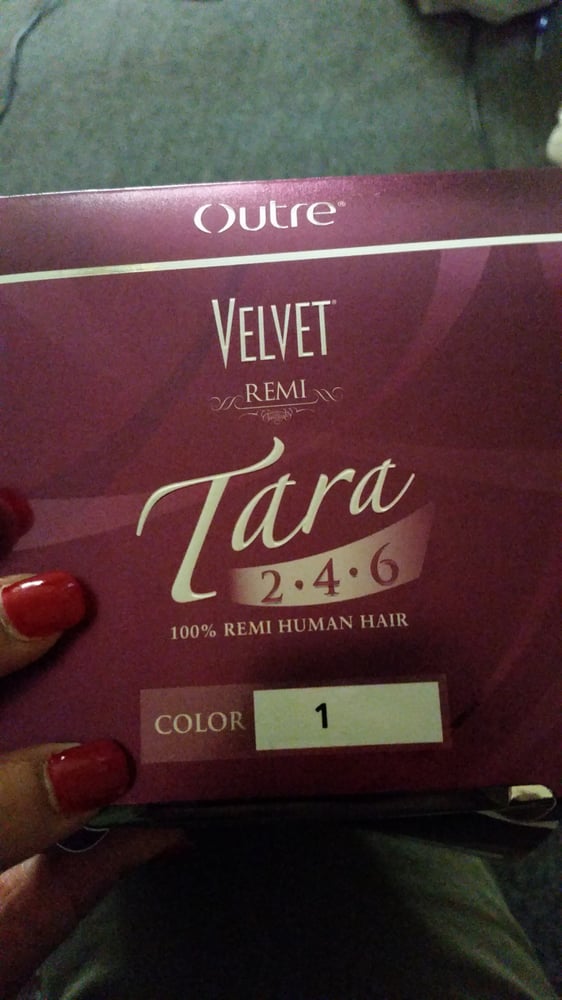 Outre®
VELVET®
REMI
Tara
2·4·6
100% REMI HUMAN HAIR
COLOR 1